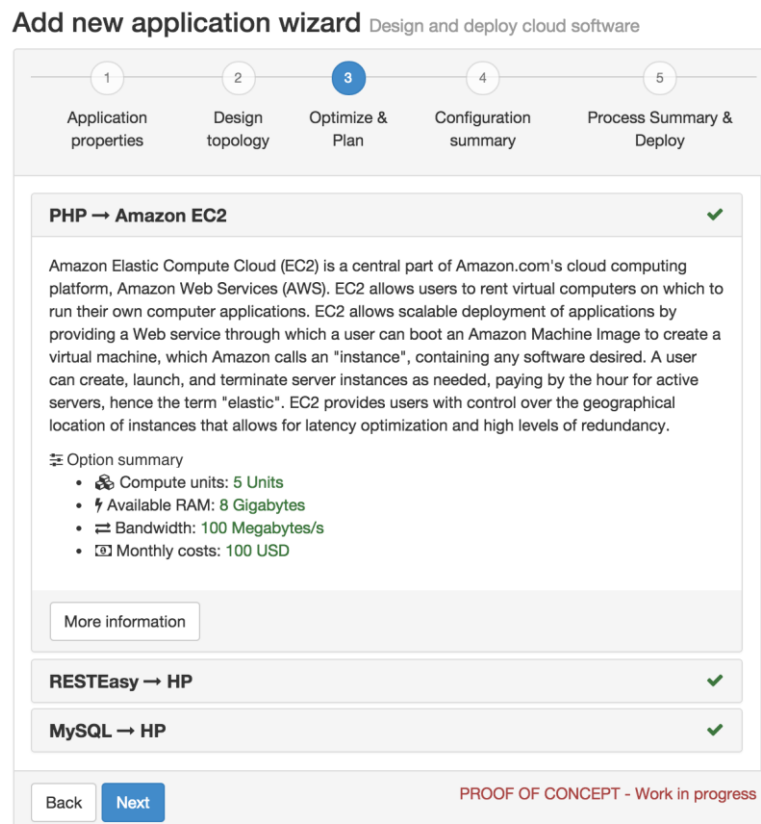 Add new application wizard Design and deploy cloud software
1 2 3 4 5
Application Design Optimize & Configuration Process Summary &
properties topology Plan summary Deploy
PHP → Amazon EC2
Amazon Elastic Compute Cloud (EC2) is a central part of Amazon.com's cloud computing
platform, Amazon Web Services (AWS). EC2 allows users to rent virtual computers on which to
run their own computer applications. EC2 allows scalable deployment of applications by
providing a Web service through which a user can boot an Amazon Machine Image to create a
virtual machine, which Amazon calls an "instance", containing any software desired. A user
can create, launch, and terminate server instances as needed, paying by the hour for active
servers, hence the term "elastic". EC2 provides users with control over the geographical
location of instances that allows for latency optimization and high levels of redundancy.
Option summary
• Compute units: 5 Units
• Available RAM: 8 Gigabytes
• Bandwidth: 100 Megabytes/s
• Monthly costs: 100 USD
More information
RESTEasy → HP
MySQL → HP
Back Next PROOF OF CONCEPT - Work in progress